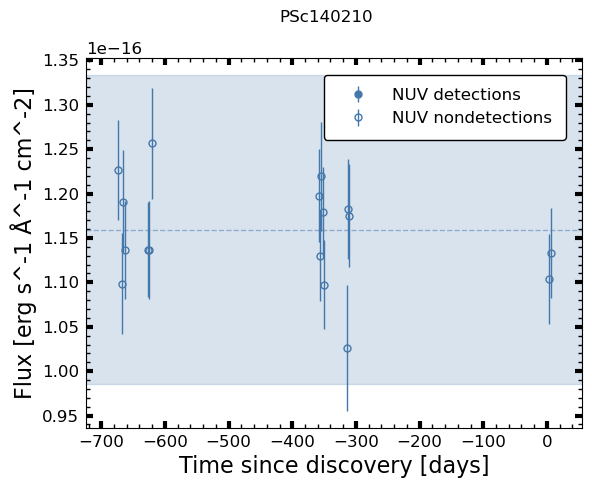 PSc140210
1e−16
1.35
1.30
1.25
1.20
1.15
1.10
1.05
1.00
0.95
Flux [erg s^-1 Å^-1 cm^-2]
NUV detections
NUV nondetections
−700 −600 −500 −400 −300 −200 −100 0
Time since discovery [days]